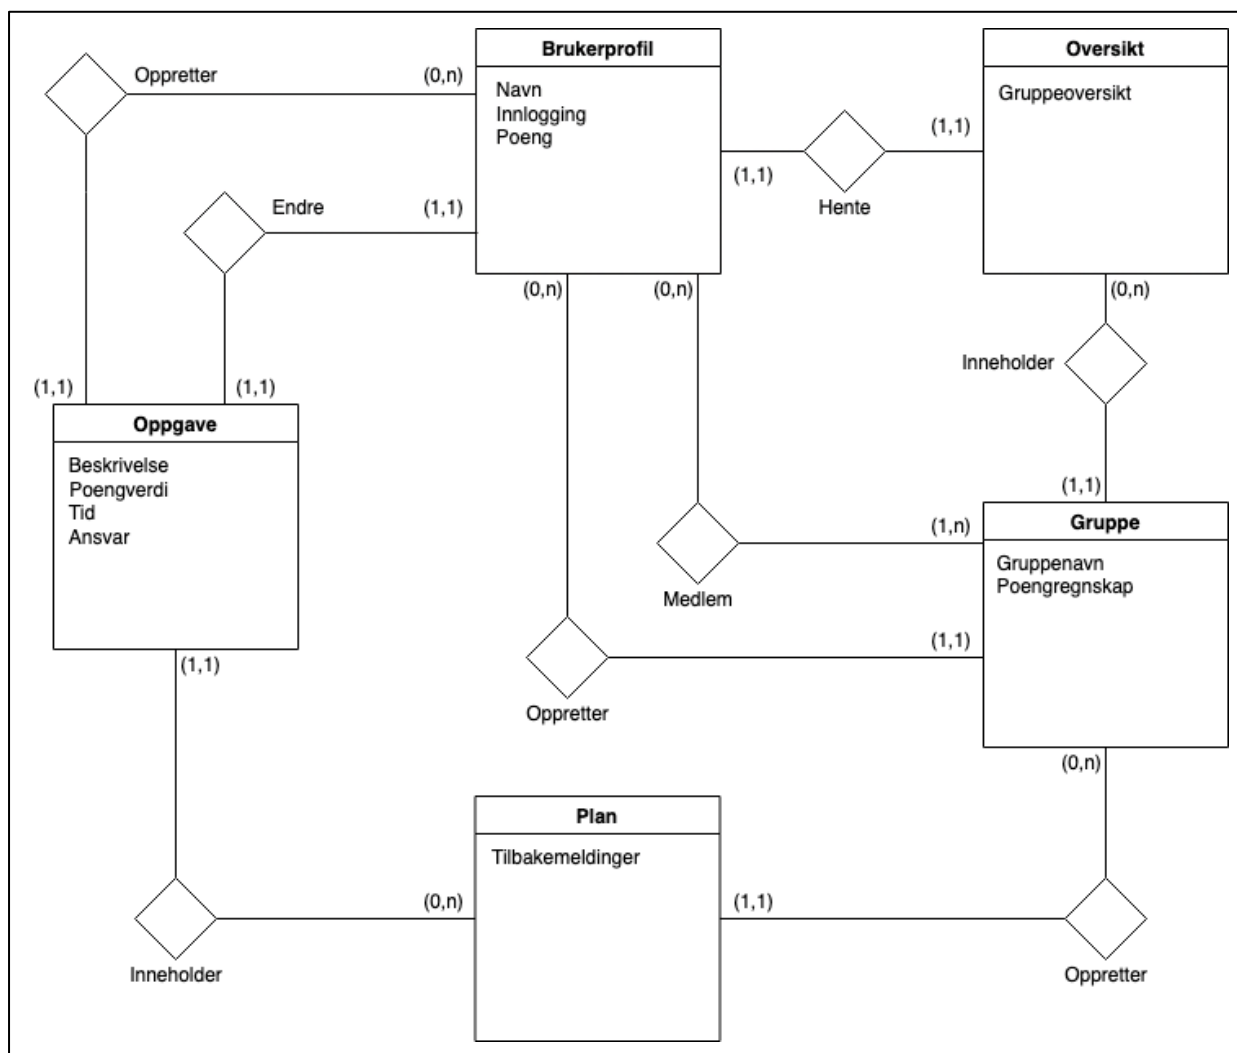 Brukerprofil
Navn
Innlogging
Poeng
Oversikt
Gruppeoversikt
Oppretter
(0,n)
Endre
(1,1)
(1,1)
Hente
(1,1)
(0,n)
(0,n)
(0,n)
Inneholder
(1,1)
(1,1)
Oppgave
Beskrivelse
Poengverdi
Tid
Ansvar
(1,1)
Gruppe
Gruppenavn
Poengregnskap
(1,n)
Medlem
(1,1)
Oppretter
(1,1)
(0,n)
Plan
Tilbakemeldinger
(0,n)
(1,1)
Inneholder
Oppretter